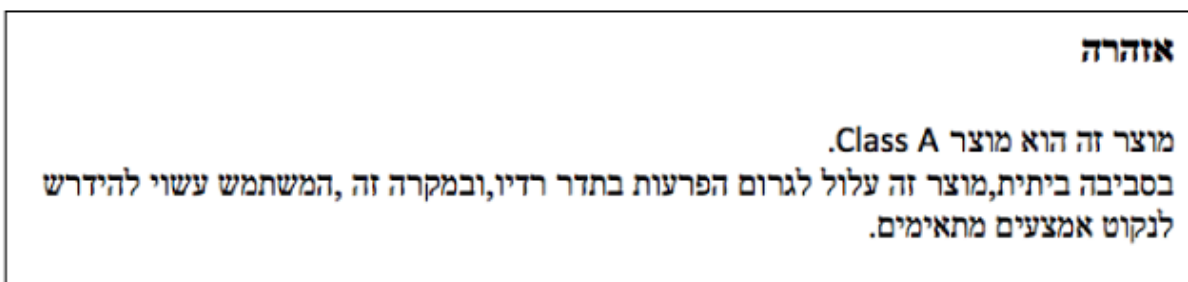 אזהרה
מוצר זה הוא מוצר Class A.
בסביבה ביתית,מוצר זה עלול לגרום הפרעות בתדר רדיו,ובמקרה זה ,המשתמש עשוי להידרש
לנקוט אמצעים מתאימים.